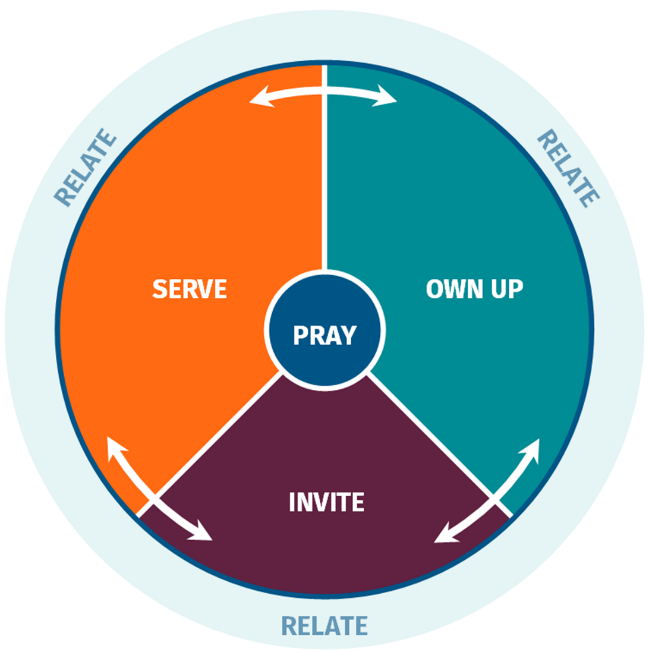 RELATE
RELATE
SERVE
OWN UP
PRAY
INVITE
RELATE